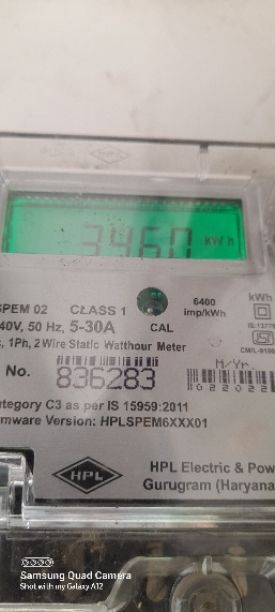 HPL
3460 kWh
SPEM 02 CLASS 1 6400 imp/kWh kWh
40V, 50 Hz, 5-30A CAL
, 1Ph, 2 Wire Static Watthour Meter
M/Yr
No. 836283
ategory C3 as per IS 15959:2011
mware Version: HPLSPEM6XXX01
HPL HPL Electric & Pow
Gurugram (Haryana
Samsung Quad Camera
Shot with my Galaxy A12